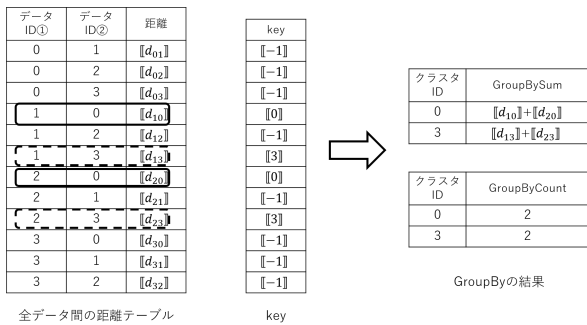 データID① データID② 距離
0 1 ⟦d₀₁⟧
0 2 ⟦d₀₂⟧
0 3 ⟦d₀₃⟧
1 0 ⟦d₁₀⟧
1 2 ⟦d₁₂⟧
1 3 ⟦d₁₃⟧
2 0 ⟦d₂₀⟧
2 1 ⟦d₂₁⟧
2 3 ⟦d₂₃⟧
3 0 ⟦d₃₀⟧
3 1 ⟦d₃₁⟧
3 2 ⟦d₃₂⟧
全データ間の距離テーブル
key
⟦−1⟧
⟦−1⟧
⟦−1⟧
⟦0⟧
⟦−1⟧
⟦3⟧
⟦0⟧
⟦−1⟧
⟦3⟧
⟦−1⟧
⟦−1⟧
⟦−1⟧
key
クラスタID GroupBySum
0 ⟦d₁₀⟧+⟦d₂₀⟧
3 ⟦d₁₃⟧+⟦d₂₃⟧
クラスタID GroupByCount
0 2
3 2
GroupByの結果